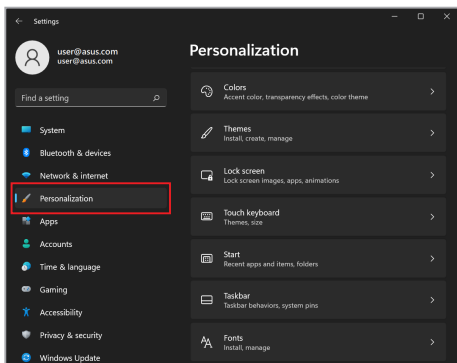 Settings
user@asus.com
user@asus.com
Find a setting
System
Bluetooth & devices
Network & internet
Personalization
Apps
Accounts
Time & language
Gaming
Accessibility
Privacy & security
Windows Update
Personalization
Colors
Accent color, transparency effects, color theme
Themes
Install, create, manage
Lock screen
Lock screen images, apps, animations
Touch keyboard
Themes, size
Start
Recent apps and items, folders
Taskbar
Taskbar behaviors, system pins
Fonts
Install, manage